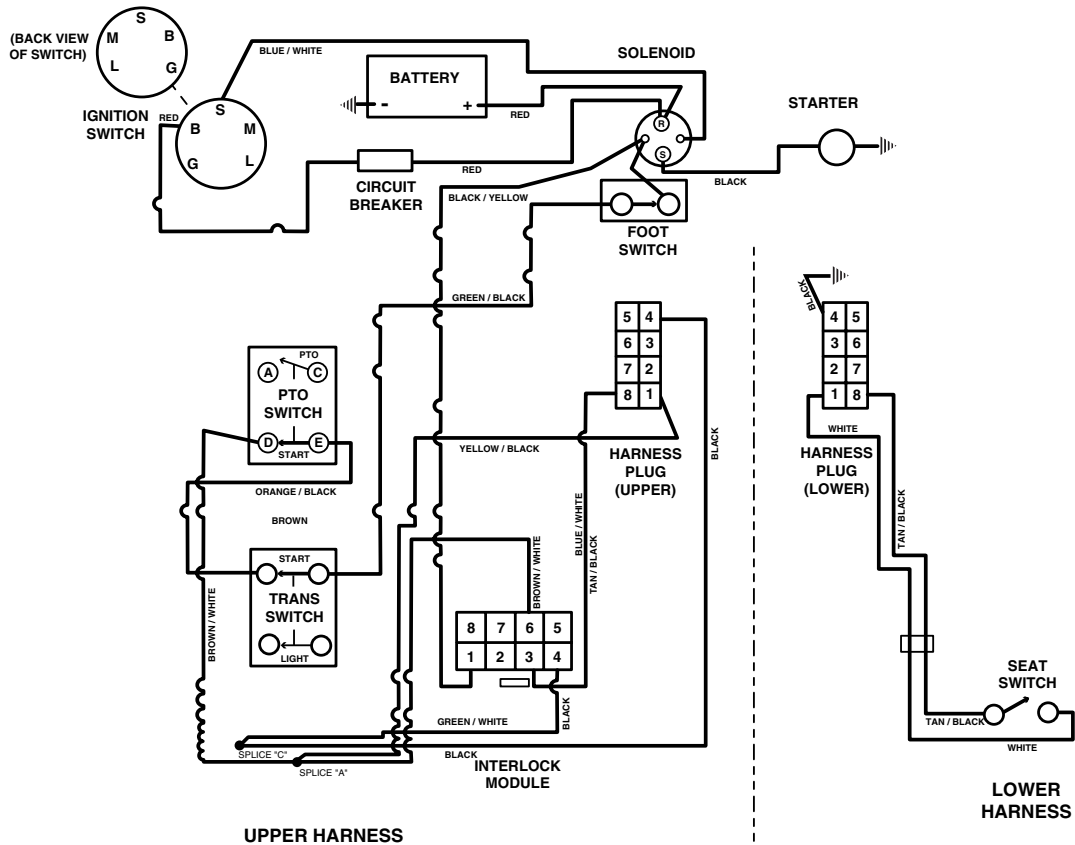 (BACK VIEW
OF SWITCH)
S
M
B
L
G
IGNITION
SWITCH
RED
S
B
M
G
L
BLUE / WHITE
BATTERY
- +
RED
SOLENOID
R
S
STARTER
BLACK
CIRCUIT
BREAKER
RED
BLACK / YELLOW
FOOT
SWITCH
GREEN / BLACK
PTO
A C
PTO
SWITCH
D E
START
ORANGE / BLACK
BROWN
START
TRANS
SWITCH
LIGHT
BROWN / WHITE
5 4
6 3
7 2
8 1
HARNESS
PLUG
(UPPER)
YELLOW / BLACK
BLACK
BLUE / WHITE
TAN / BLACK
BROWN / WHITE
8 7 6 5
1 2 3 4
BLACK
GREEN / WHITE
BLACK
SPLICE "C"
SPLICE "A"
INTERLOCK
MODULE
UPPER HARNESS
BLACK
4 5
3 6
2 7
1 8
WHITE
HARNESS
PLUG
(LOWER)
TAN / BLACK
SEAT
SWITCH
TAN / BLACK
WHITE
LOWER
HARNESS